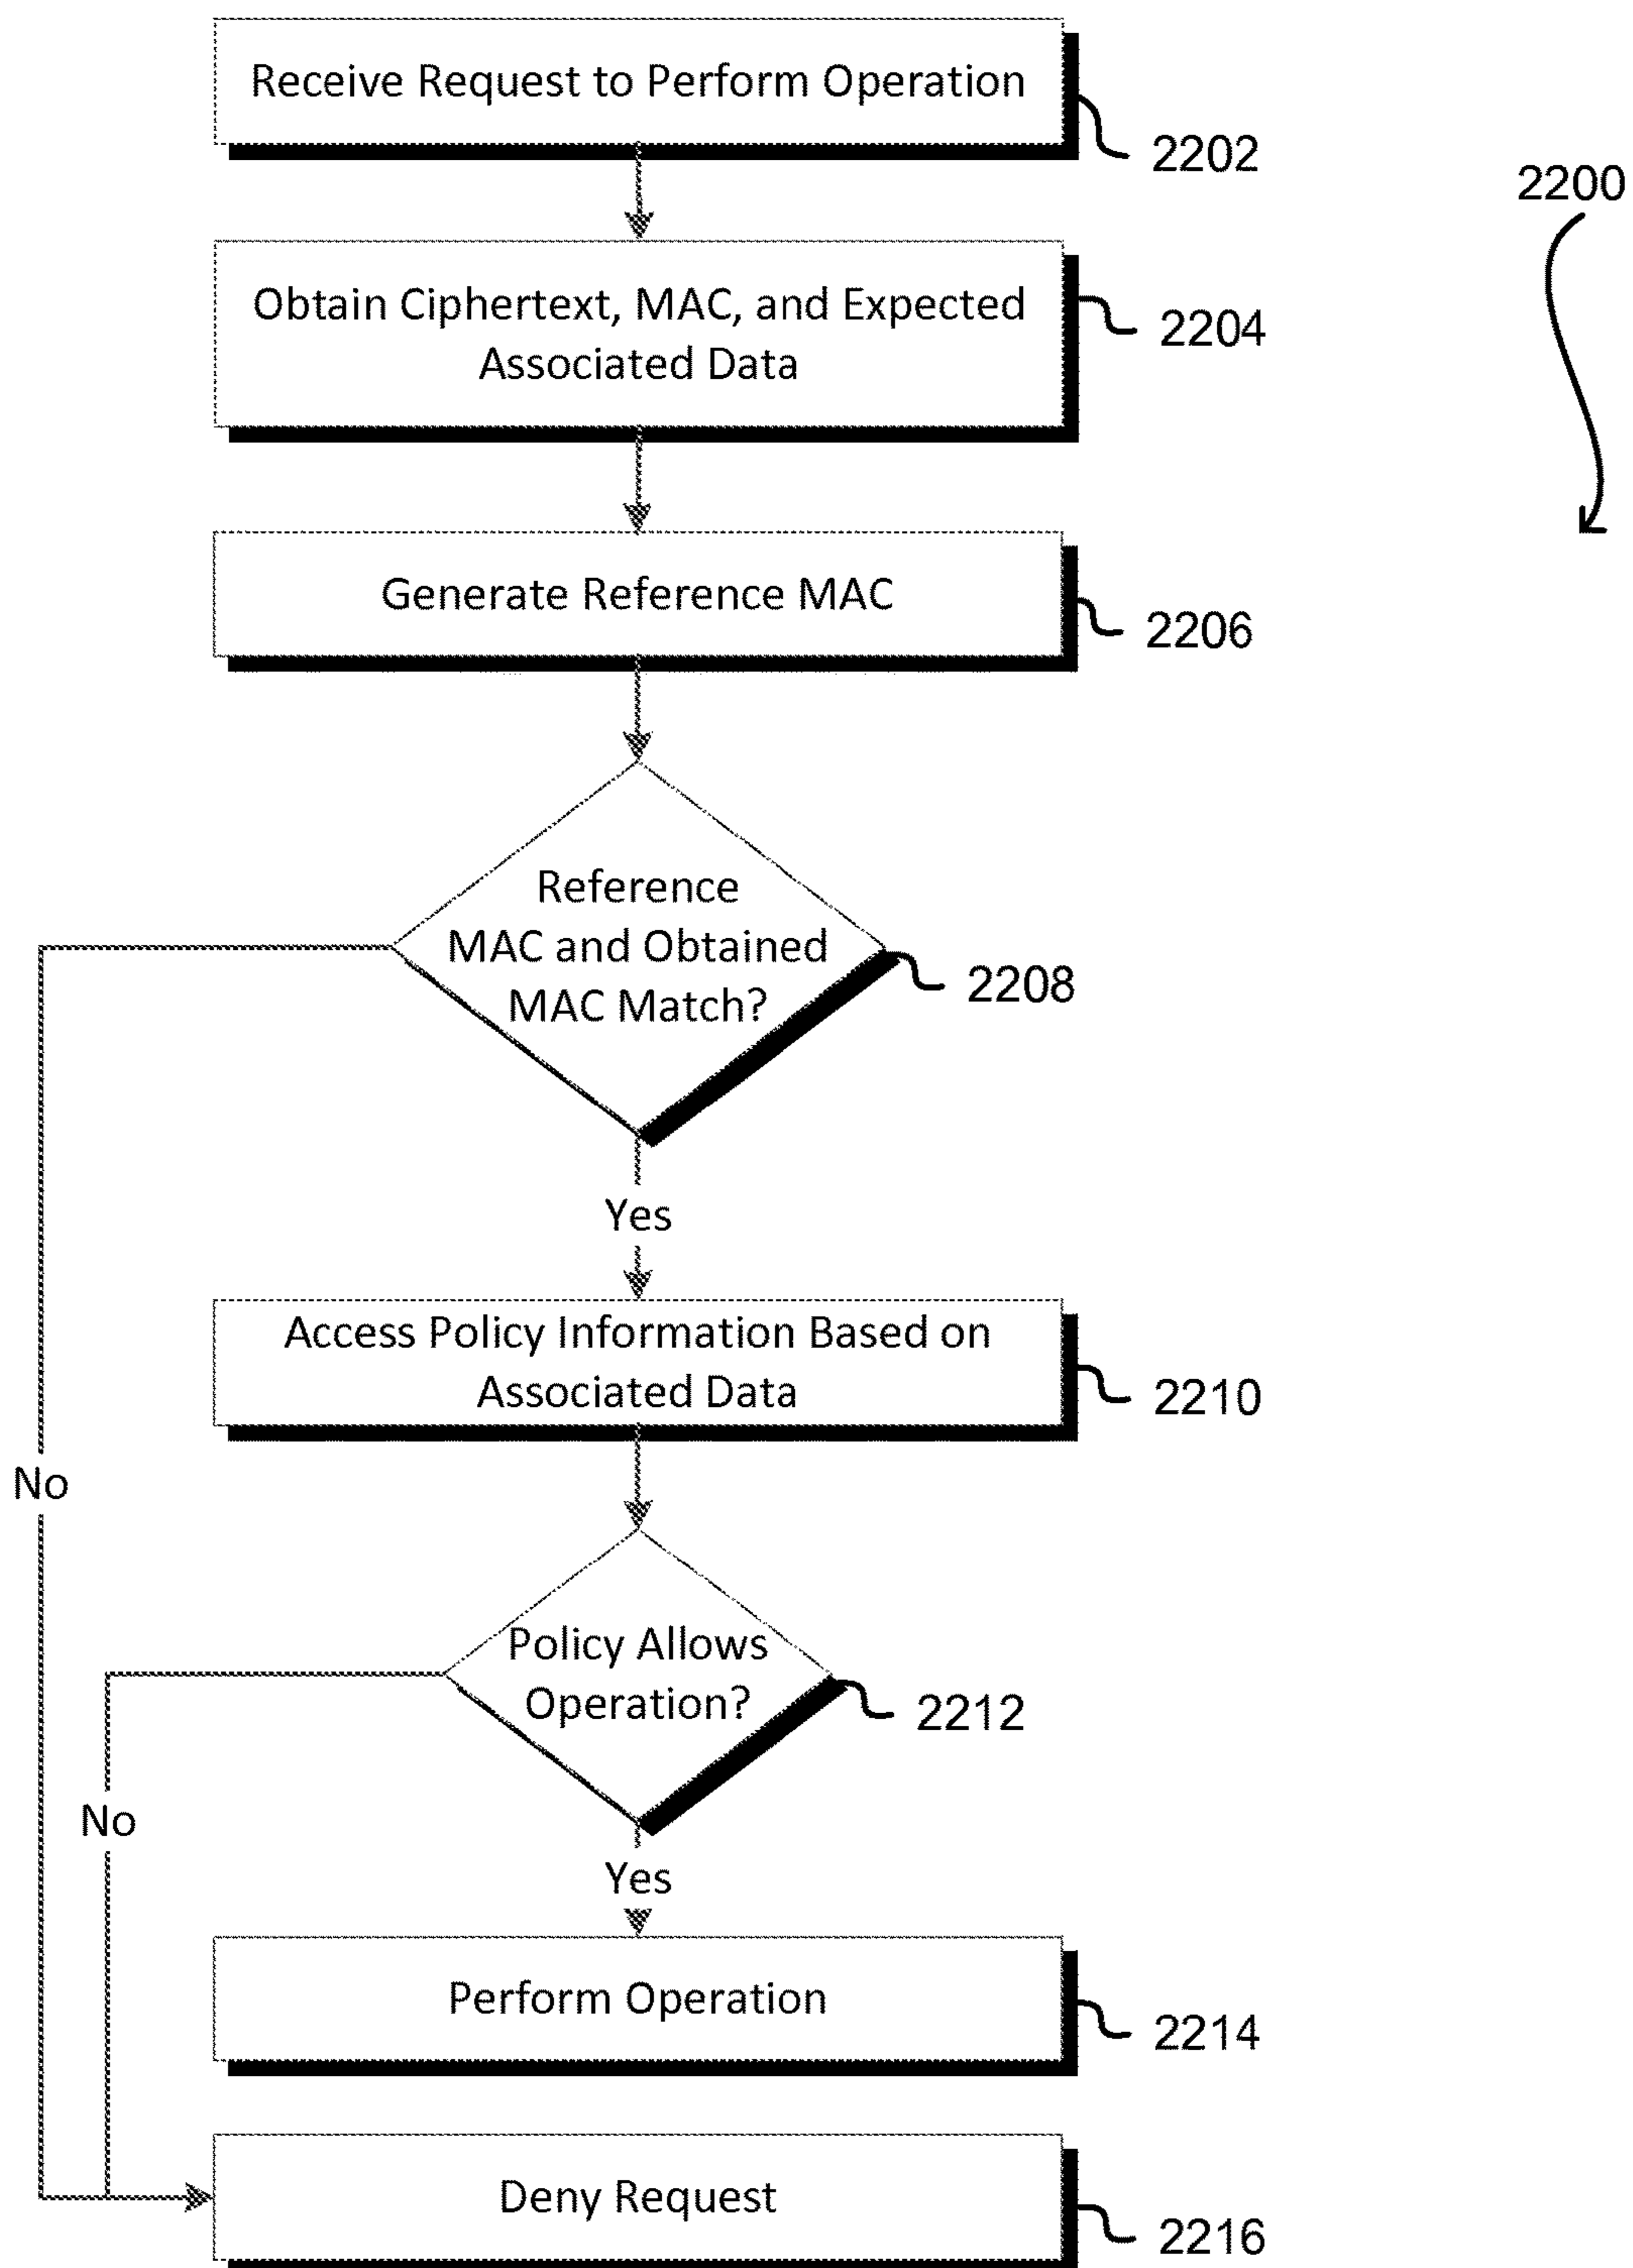 Receive Request to Perform Operation
2202
2200
Obtain Ciphertext, MAC, and Expected
Associated Data
2204
Generate Reference MAC
2206
Reference
MAC and Obtained
MAC Match?
2208
Yes
Access Policy Information Based on
Associated Data
2210
No
Policy Allows
Operation?
2212
No
Yes
Perform Operation
2214
Deny Request
2216